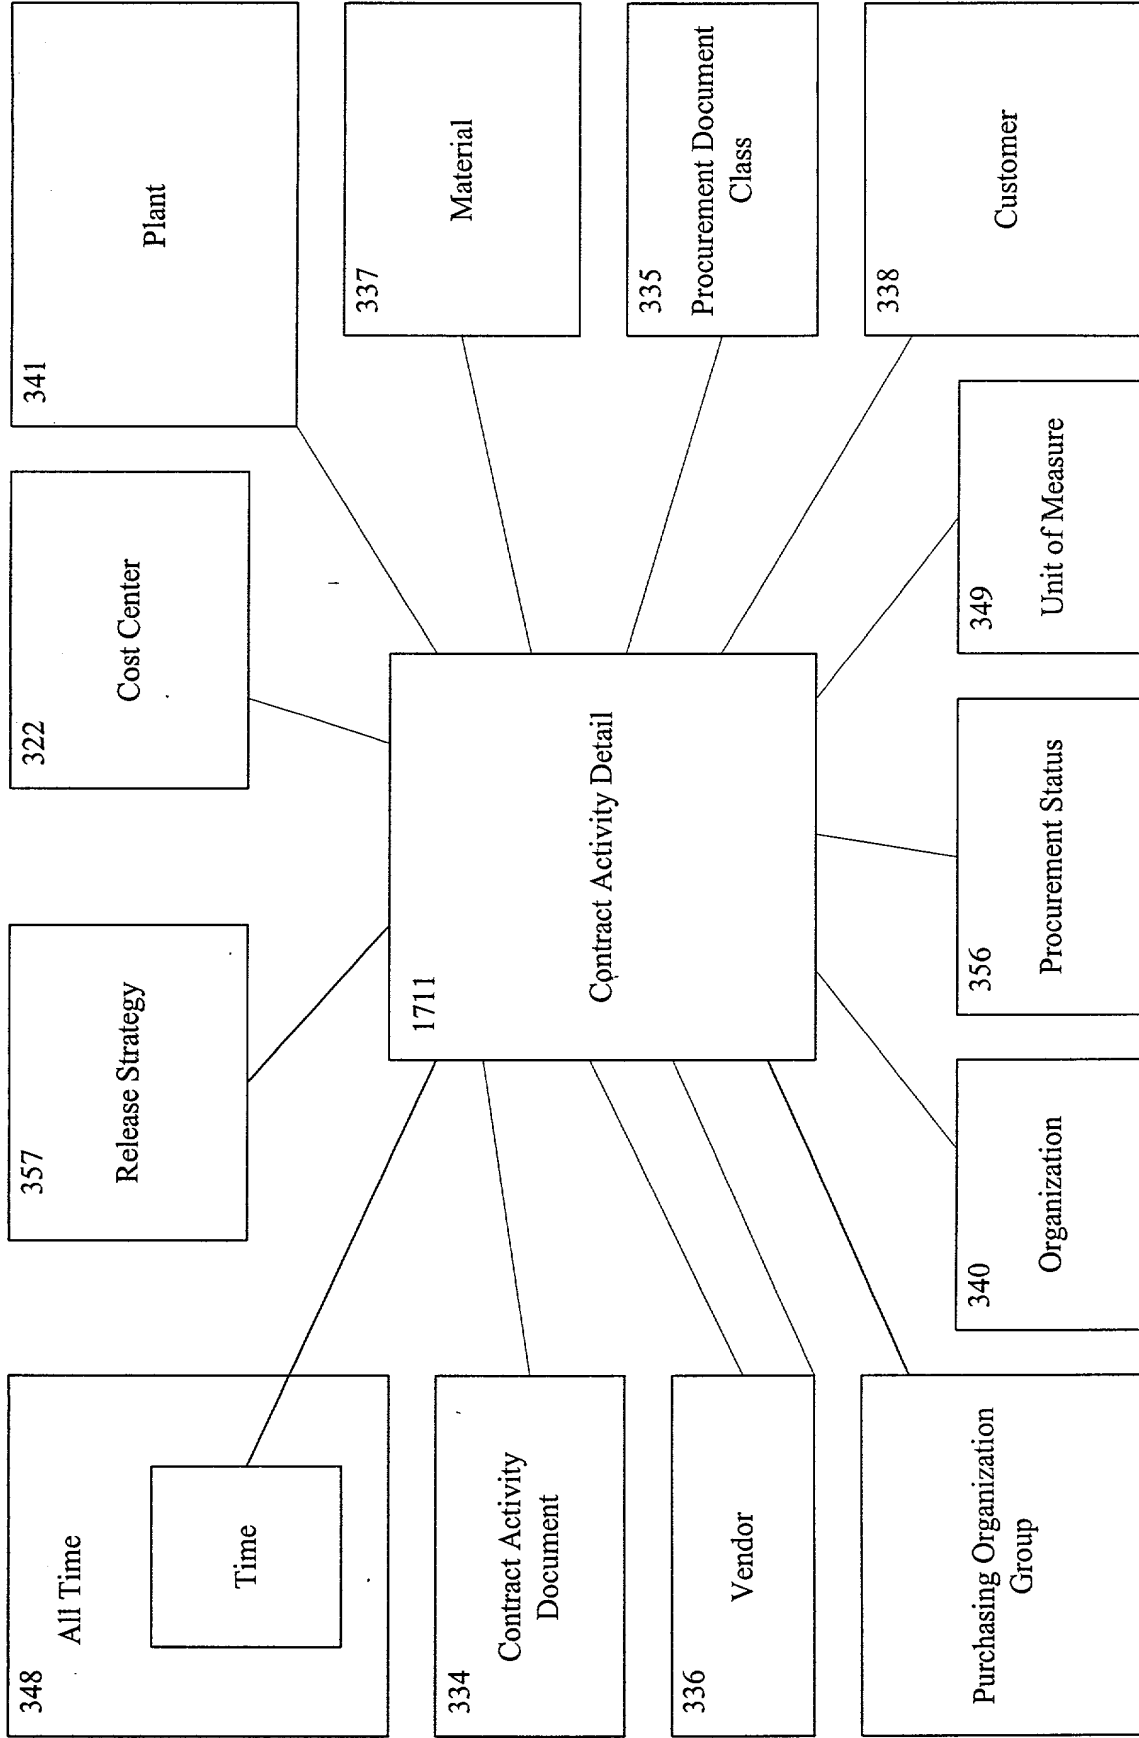 348
All Time
Time
357
Release Strategy
322
Cost Center
341
Plant
334
Contract Activity
Document
1711
Contract Activity Detail
337
Material
336
Vendor
335
Procurement Document
Class
Purchasing Organization
Group
340
Organization
356
Procurement Status
349
Unit of Measure
338
Customer